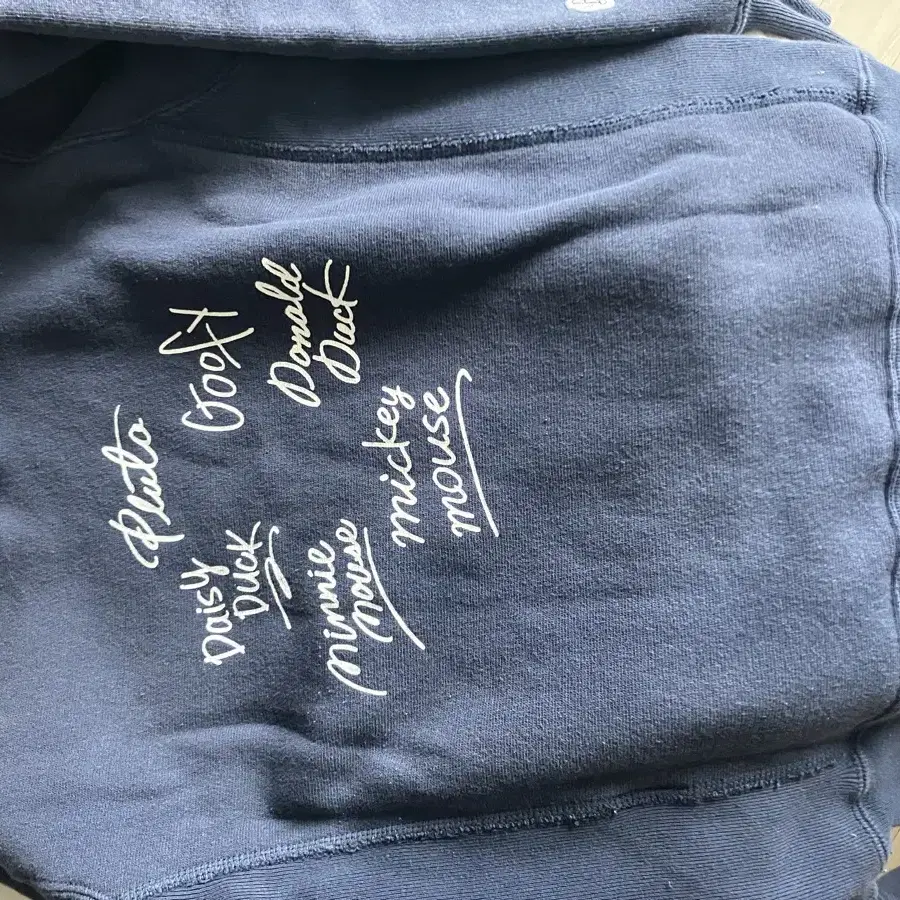 Pluto
Goofy
Daisy
Duck
Donald
Duck
minnie
mouse
mickey
mouse